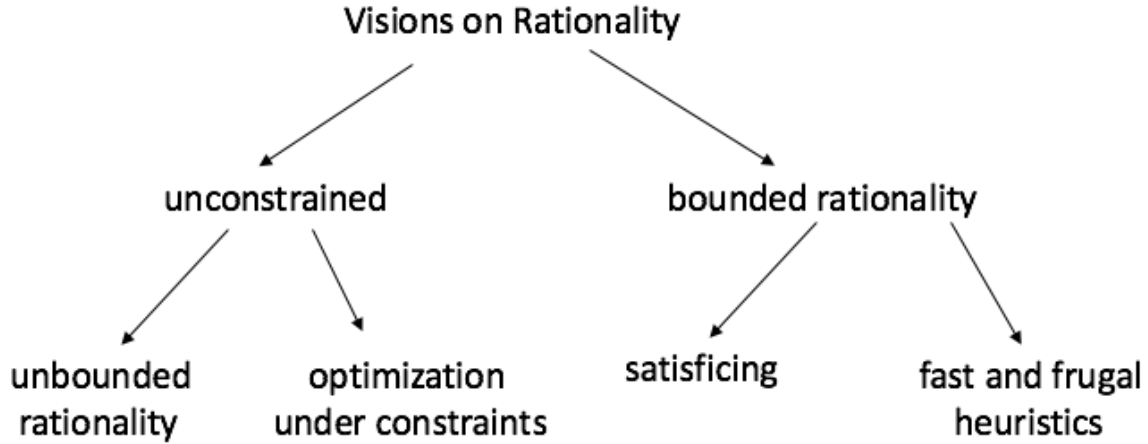 Visions on Rationality
unconstrained
bounded rationality
unbounded
rationality
optimization
under constraints
satisficing
fast and frugal
heuristics